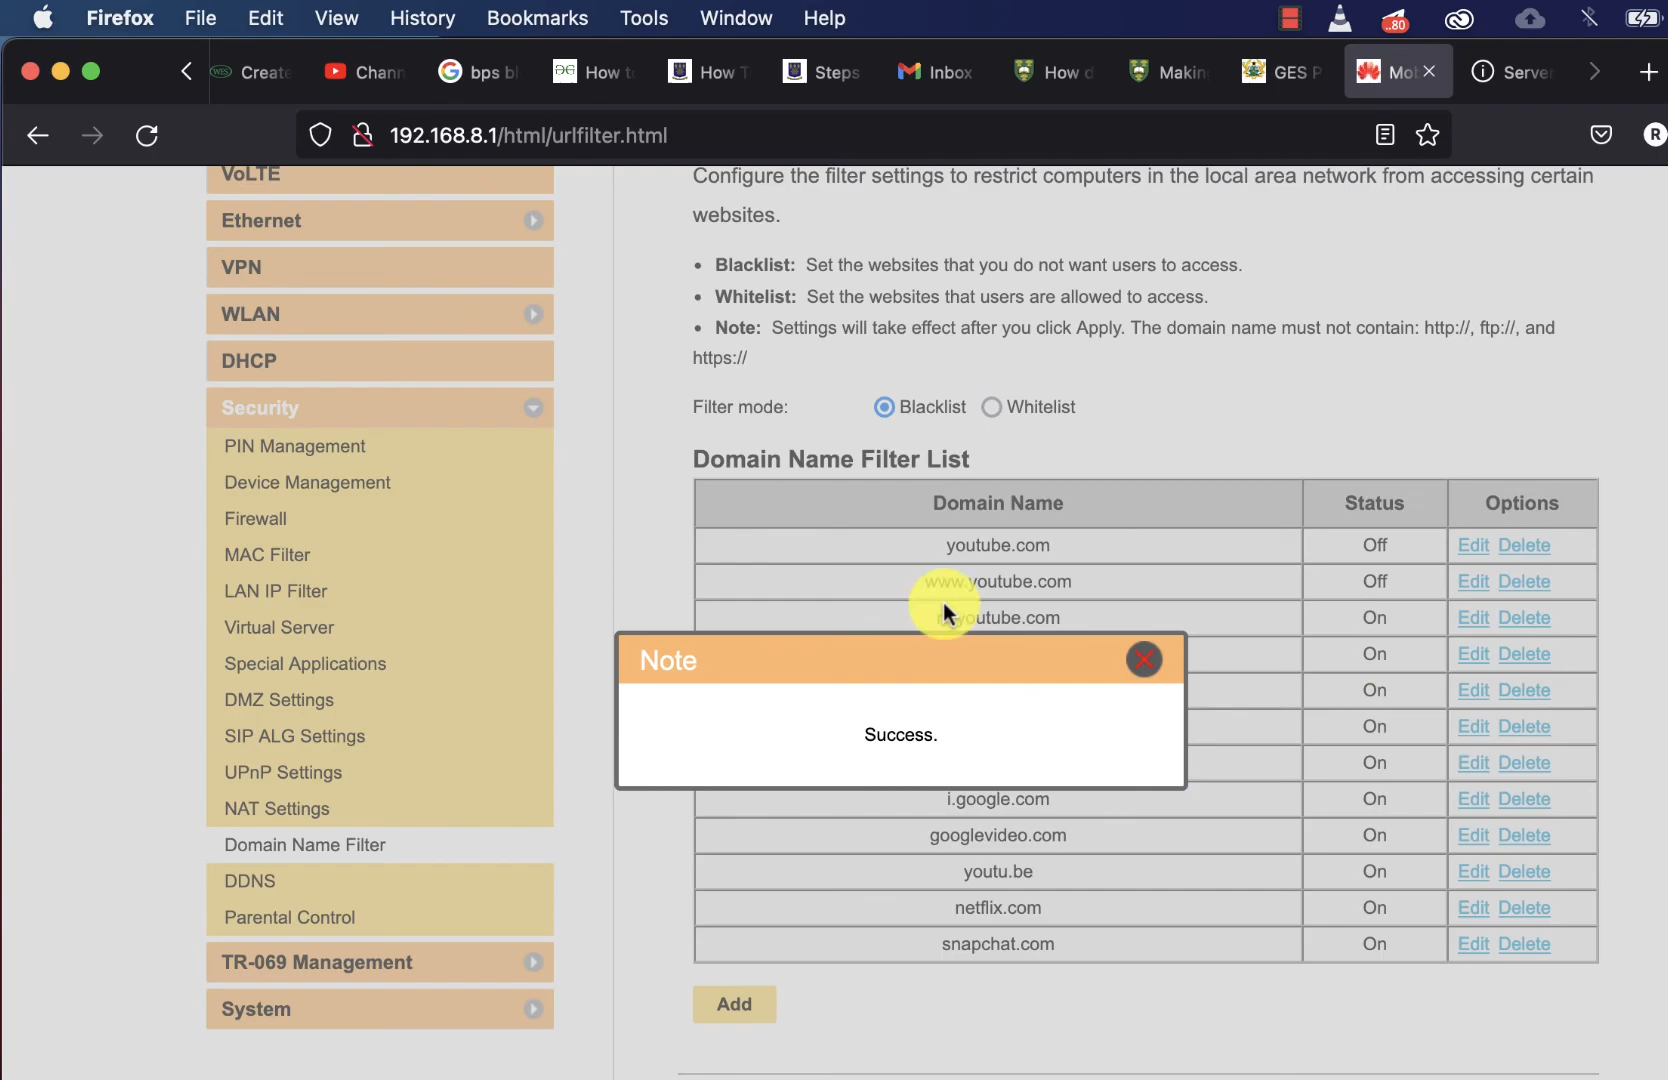 Firefox File Edit View History Bookmarks Tools Window Help
..80
WES Create Chann bps bl How to How T Steps Inbox How d Making GES P Mob Server
192.168.8.1/html/urlfilter.html
R
VoLTE
Ethernet
VPN
WLAN
DHCP
Security
PIN Management
Device Management
Firewall
MAC Filter
LAN IP Filter
Virtual Server
Special Applications
DMZ Settings
SIP ALG Settings
UPnP Settings
NAT Settings
Domain Name Filter
DDNS
Parental Control
TR-069 Management
System
Configure the filter settings to restrict computers in the local area network from accessing certain
websites.
• Blacklist: Set the websites that you do not want users to access.
• Whitelist: Set the websites that users are allowed to access.
• Note: Settings will take effect after you click Apply. The domain name must not contain: http://, ftp://, and
https://
Filter mode: Blacklist Whitelist
Domain Name Filter List
Domain Name Status Options
youtube.com Off Edit Delete
www.youtube.com Off Edit Delete
youtube.com On Edit Delete
On Edit Delete
On Edit Delete
On Edit Delete
On Edit Delete
i.google.com On Edit Delete
googlevideo.com On Edit Delete
youtu.be On Edit Delete
netflix.com On Edit Delete
snapchat.com On Edit Delete
Note
Success.
Add